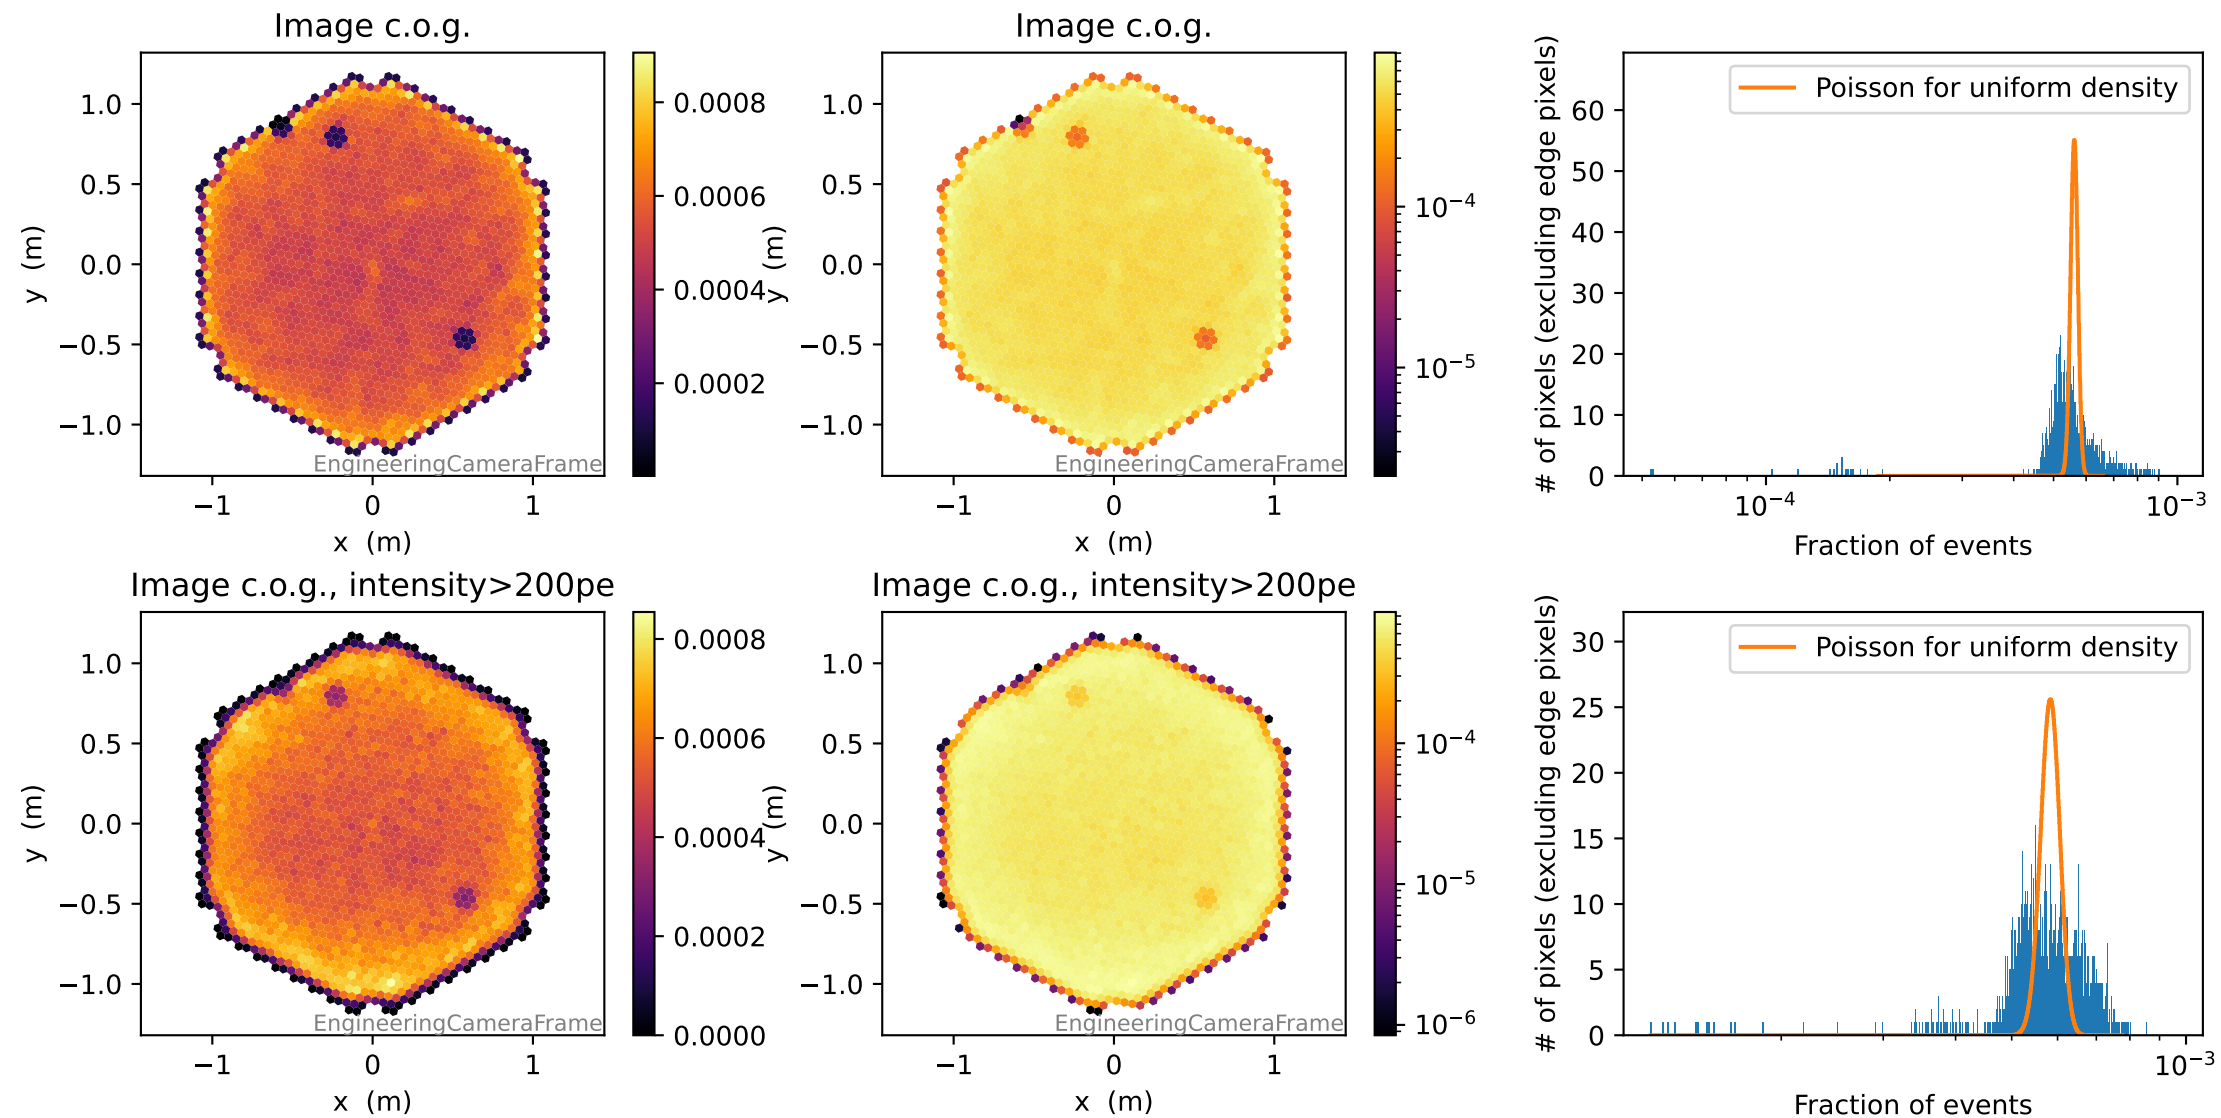 Image c.o.g.
1.0
0.5
0.0
−0.5
−1.0
y (m)
−1 0 1
x (m)
EngineeringCameraFrame
0.0008
0.0006
0.0004
0.0002
Image c.o.g.
1.0
0.5
0.0
−0.5
−1.0
y (m)
−1 0 1
x (m)
EngineeringCameraFrame
10⁻⁴
10⁻⁵
Poisson for uniform density
60
50
40
30
20
10
0
# of pixels (excluding edge pixels)
10⁻⁴ 10⁻³
Fraction of events
Image c.o.g., intensity>200pe
1.0
0.5
0.0
−0.5
−1.0
y (m)
−1 0 1
x (m)
EngineeringCameraFrame
0.0008
0.0006
0.0004
0.0002
0.0000
Image c.o.g., intensity>200pe
1.0
0.5
0.0
−0.5
−1.0
y (m)
−1 0 1
x (m)
EngineeringCameraFrame
10⁻⁴
10⁻⁵
10⁻⁶
Poisson for uniform density
30
25
20
15
10
5
0
# of pixels (excluding edge pixels)
10⁻³
Fraction of events